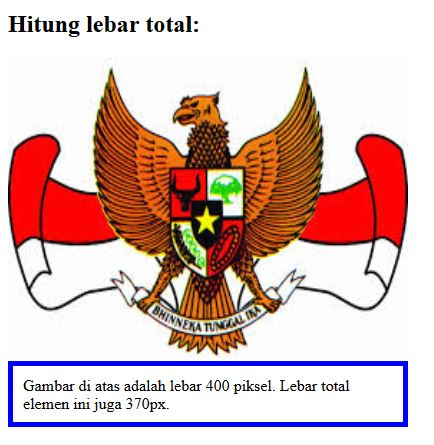 Hitung lebar total:
BHINNEKA TUNGGAL IKA
Gambar di atas adalah lebar 400 piksel. Lebar total
elemen ini juga 370px.